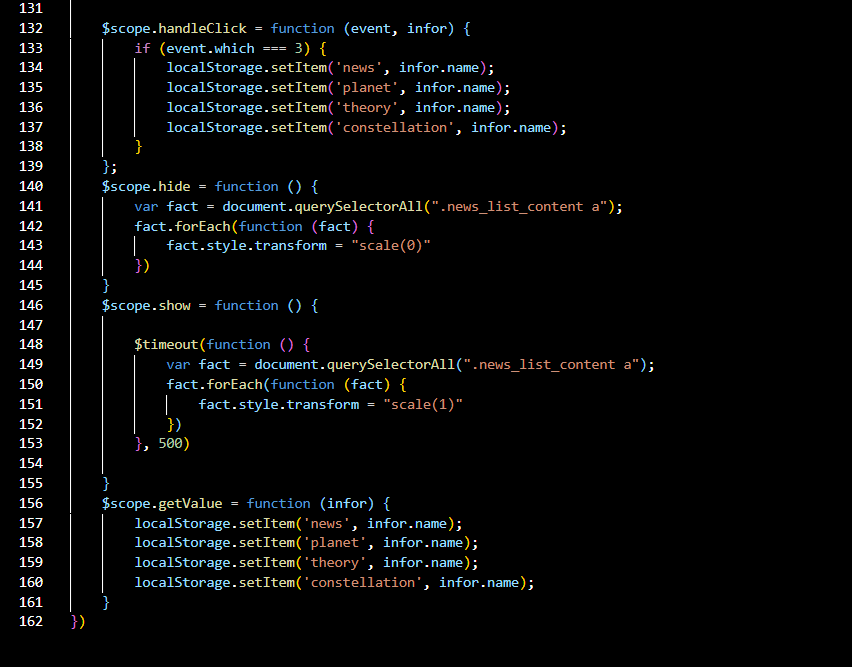 131
132 $scope.handleClick = function (event, infor) {
133 if (event.which === 3) {
134 localStorage.setItem('news', infor.name);
135 localStorage.setItem('planet', infor.name);
136 localStorage.setItem('theory', infor.name);
137 localStorage.setItem('constellation', infor.name);
138 }
139 };
140 $scope.hide = function () {
141 var fact = document.querySelectorAll(".news_list_content a");
142 fact.forEach(function (fact) {
143 fact.style.transform = "scale(0)"
144 })
145 }
146 $scope.show = function () {
147
148 $timeout(function () {
149 var fact = document.querySelectorAll(".news_list_content a");
150 fact.forEach(function (fact) {
151 fact.style.transform = "scale(1)"
152 })
153 }, 500)
154
155 }
156 $scope.getValue = function (infor) {
157 localStorage.setItem('news', infor.name);
158 localStorage.setItem('planet', infor.name);
159 localStorage.setItem('theory', infor.name);
160 localStorage.setItem('constellation', infor.name);
161 }
162 })